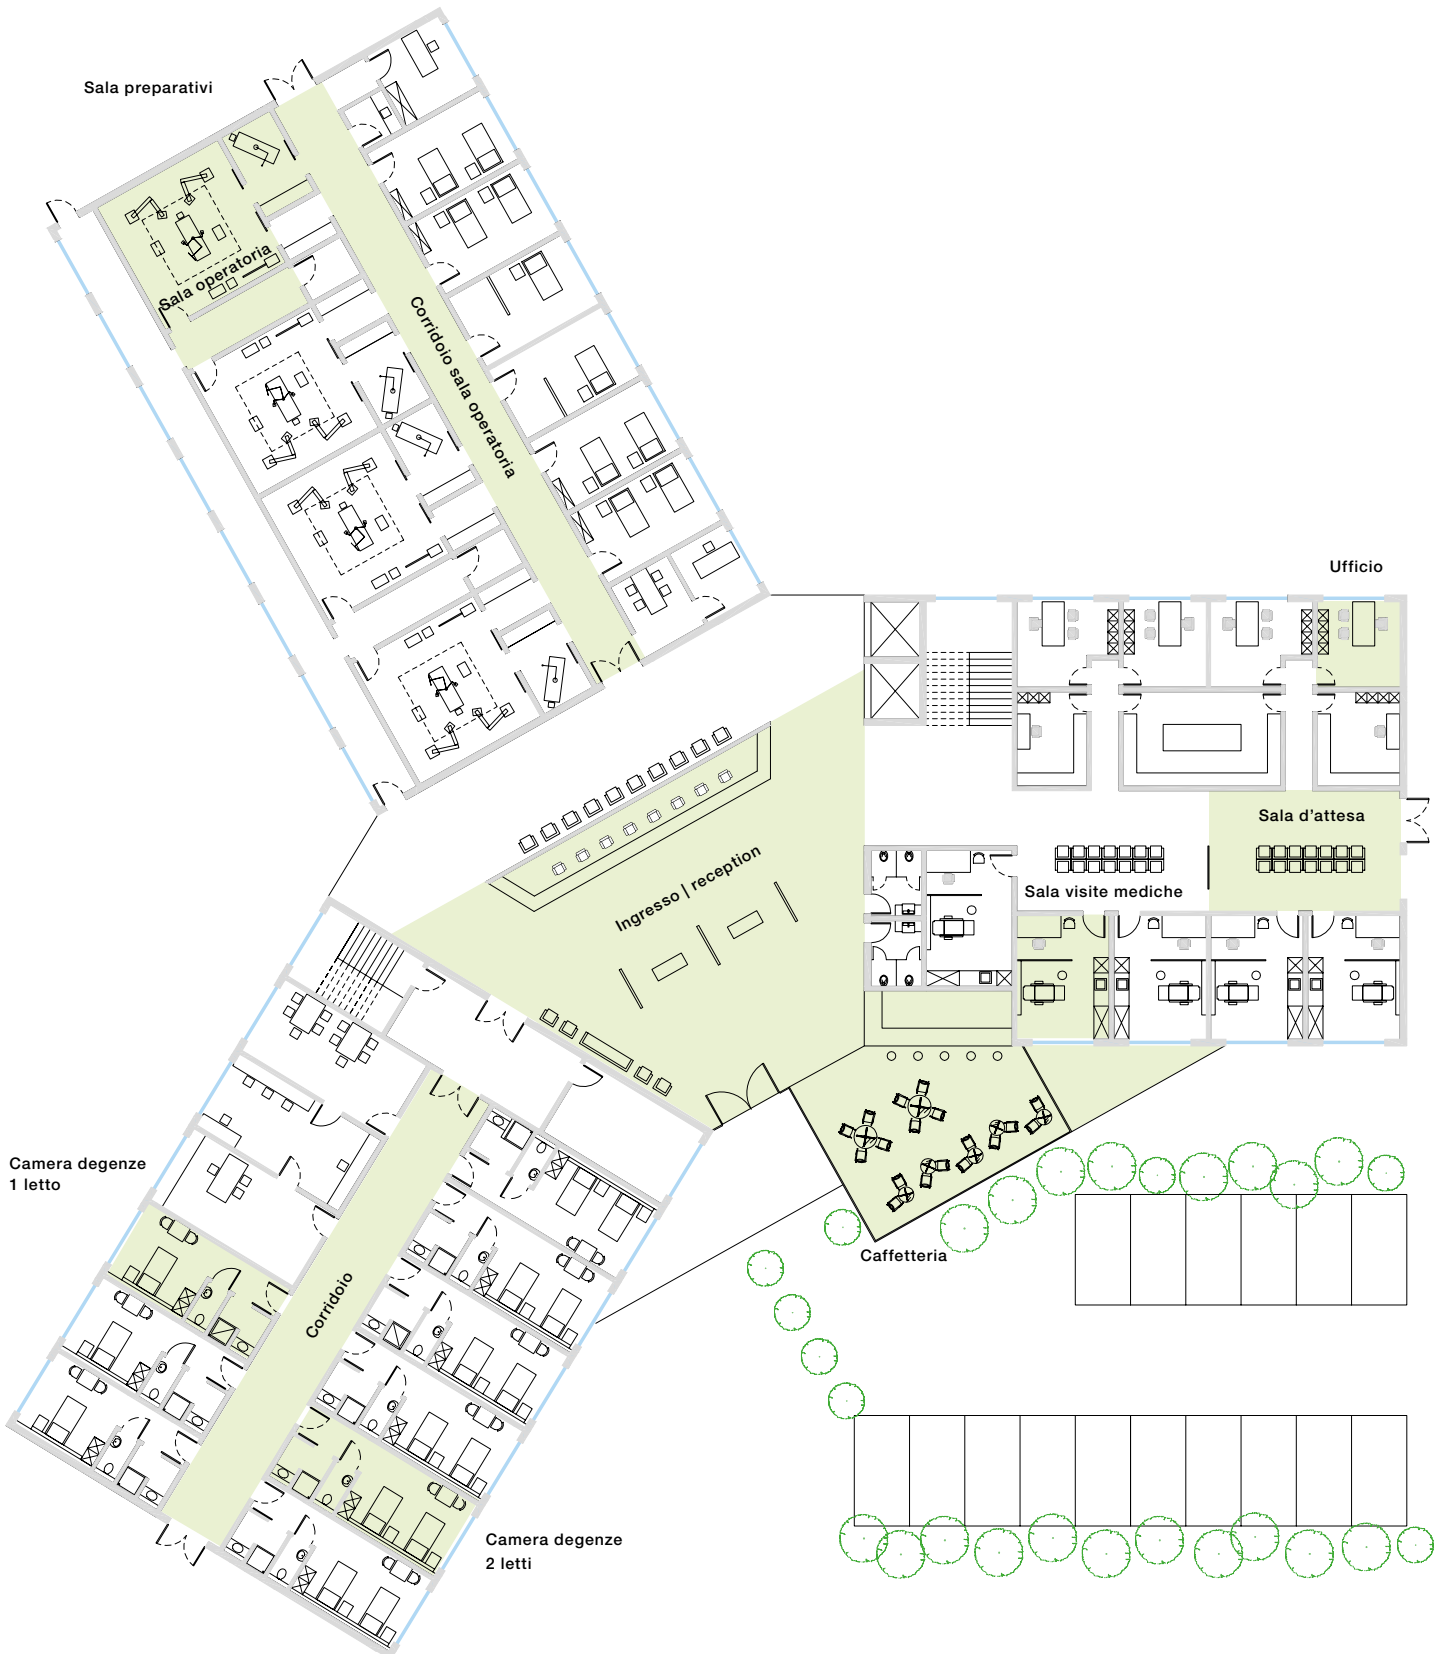 Sala preparativi
Sala operatoria
Corridoio sala operatoria
Ufficio
Sala d'attesa
Ingresso | reception
Sala visite mediche
Camera degenze
1 letto
Caffetteria
Corridoio
Camera degenze
2 letti